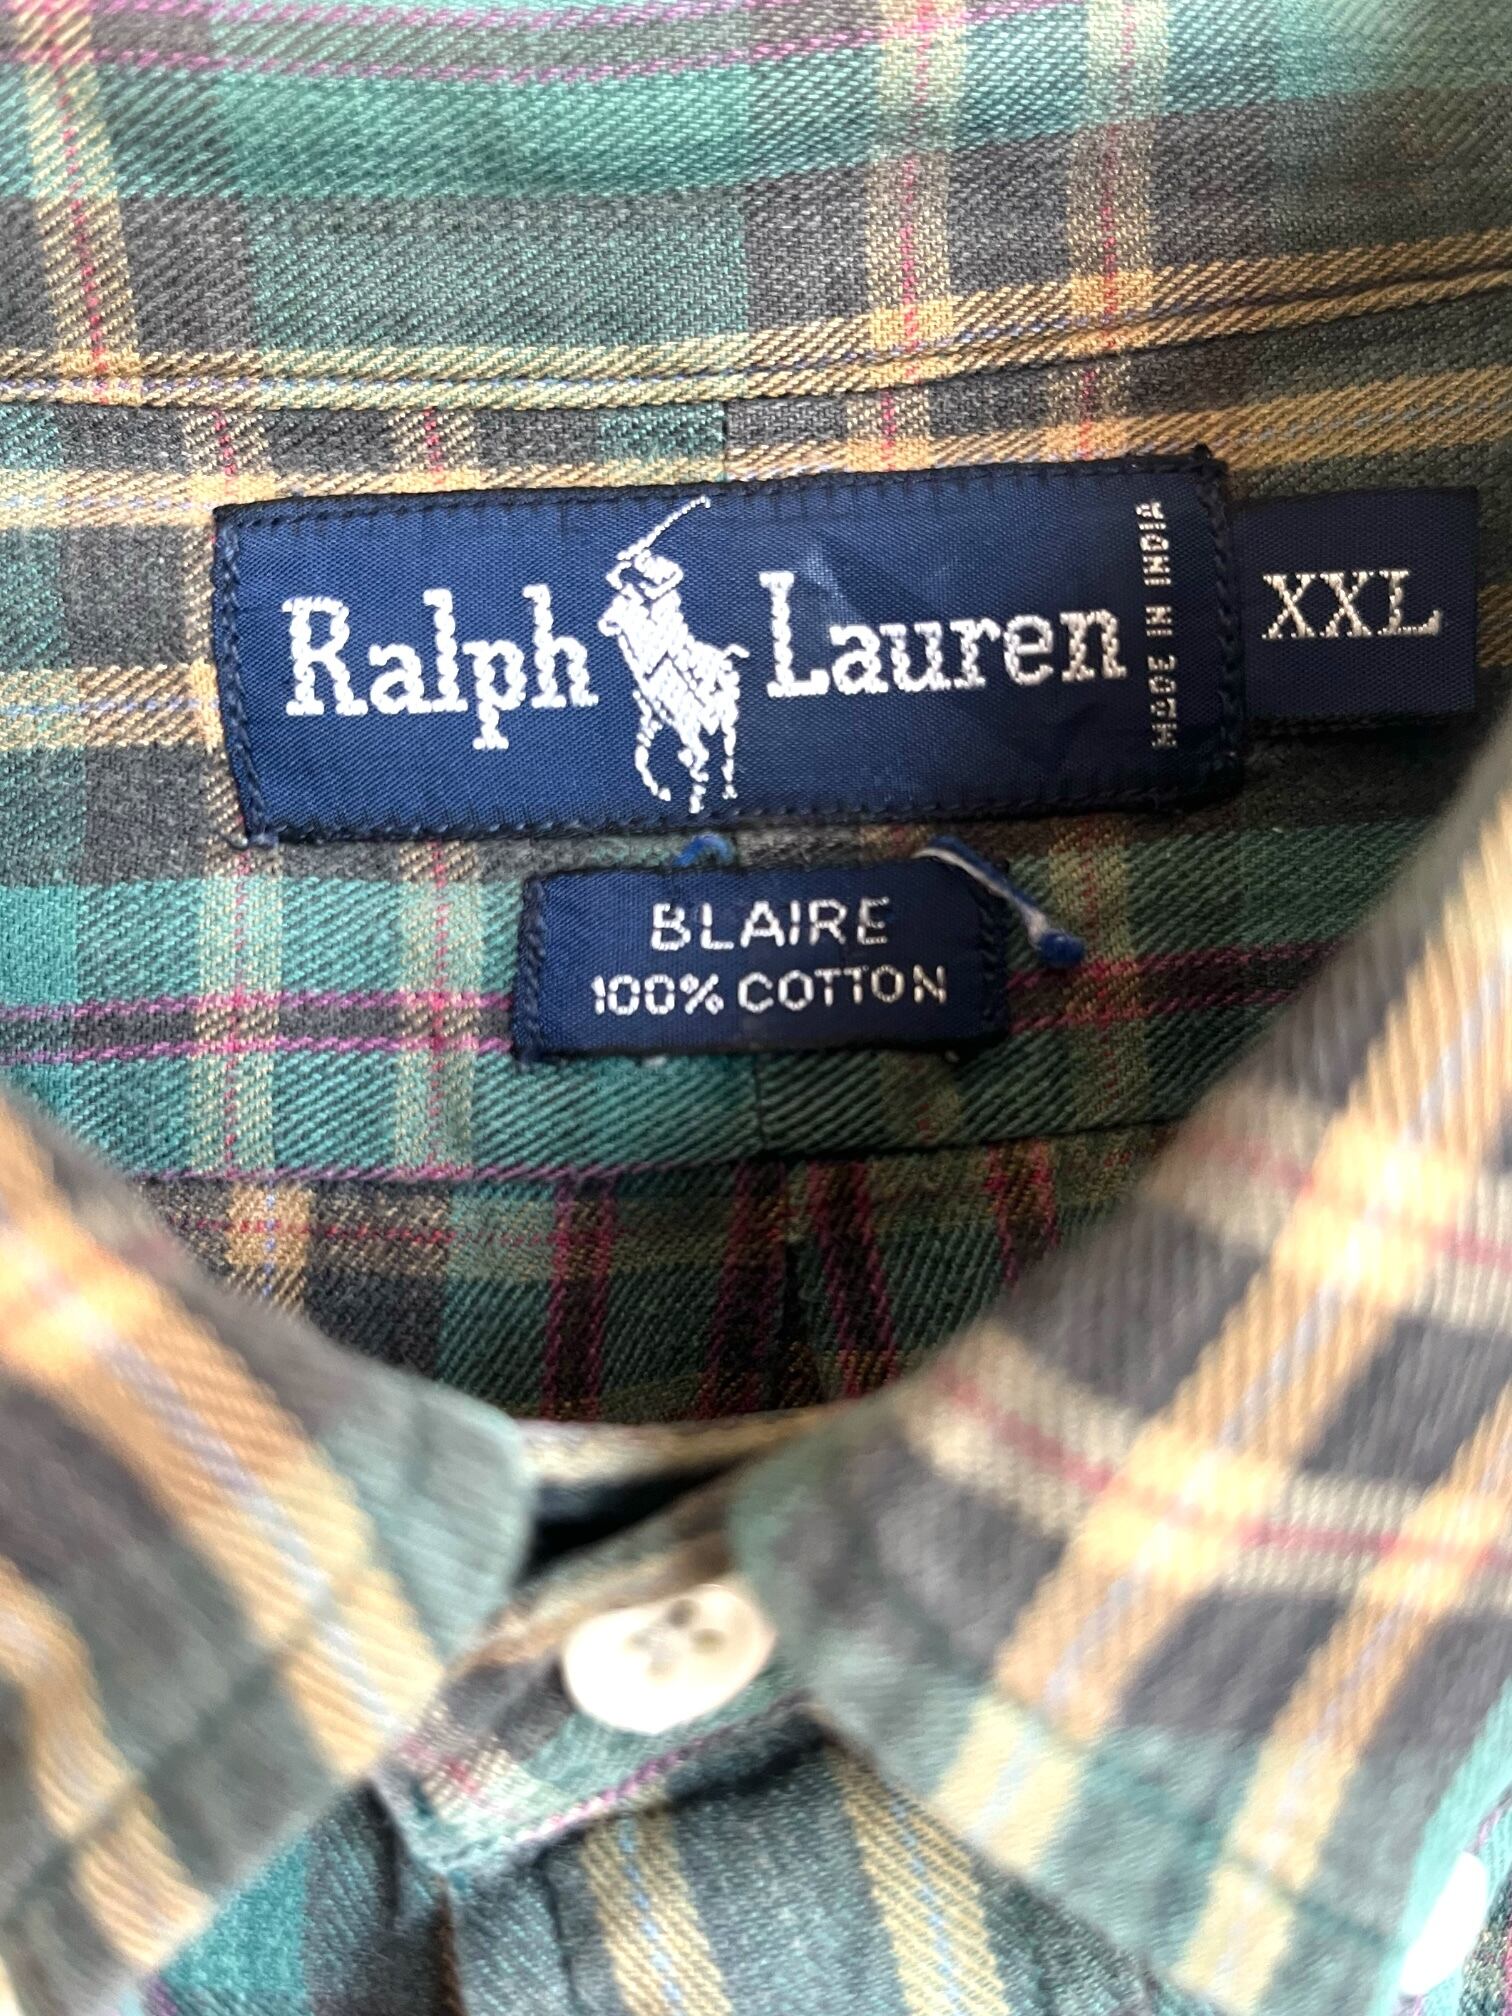 Ralph Lauren
MADE IN INDIA
XXL
BLAIRE
100% COTTON